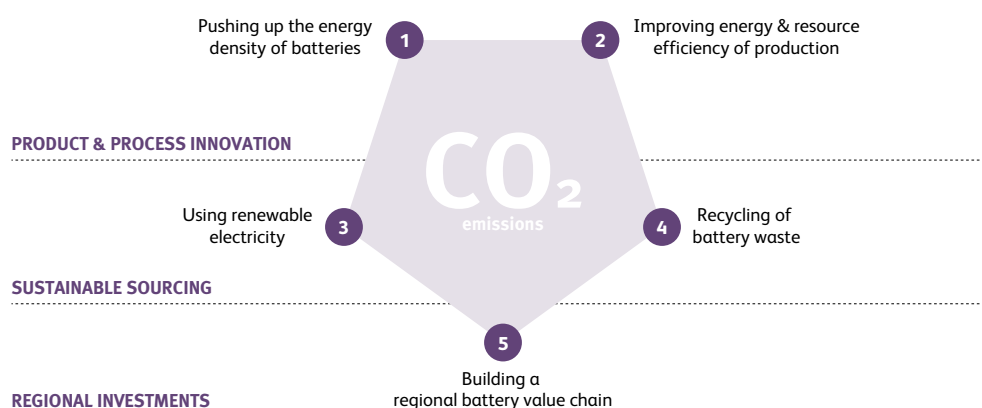 Pushing up the energy
density of batteries
1
2
Improving energy & resource
efficiency of production
PRODUCT & PROCESS INNOVATION
CO₂
emissions
Using renewable
electricity
3
4
Recycling of
battery waste
SUSTAINABLE SOURCING
5
Building a
regional battery value chain
REGIONAL INVESTMENTS